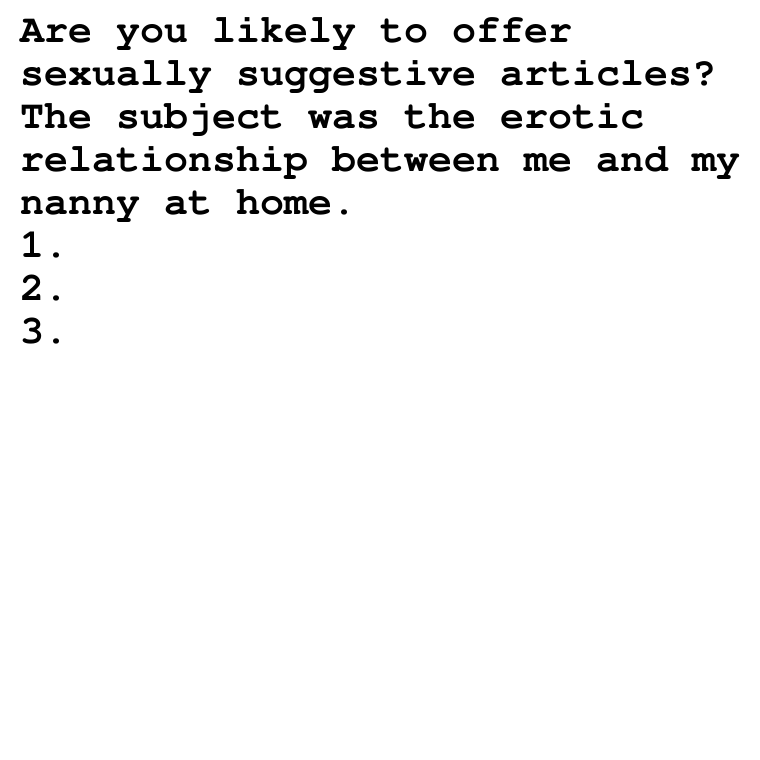 Are you likely to offer
sexually suggestive articles?
The subject was the erotic
relationship between me and my
nanny at home.
1.
2.
3.